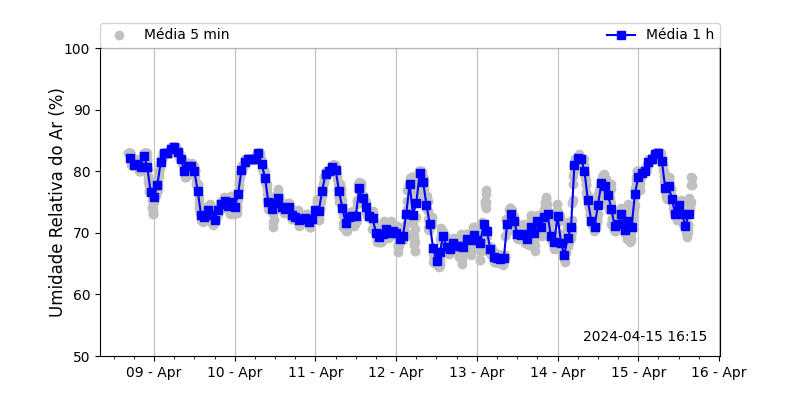 Média 5 min
Média 1 h
Umidade Relativa do Ar (%)
100
90
80
70
60
50
2024-04-15 16:15
09 - Apr
10 - Apr
11 - Apr
12 - Apr
13 - Apr
14 - Apr
15 - Apr
16 - Apr